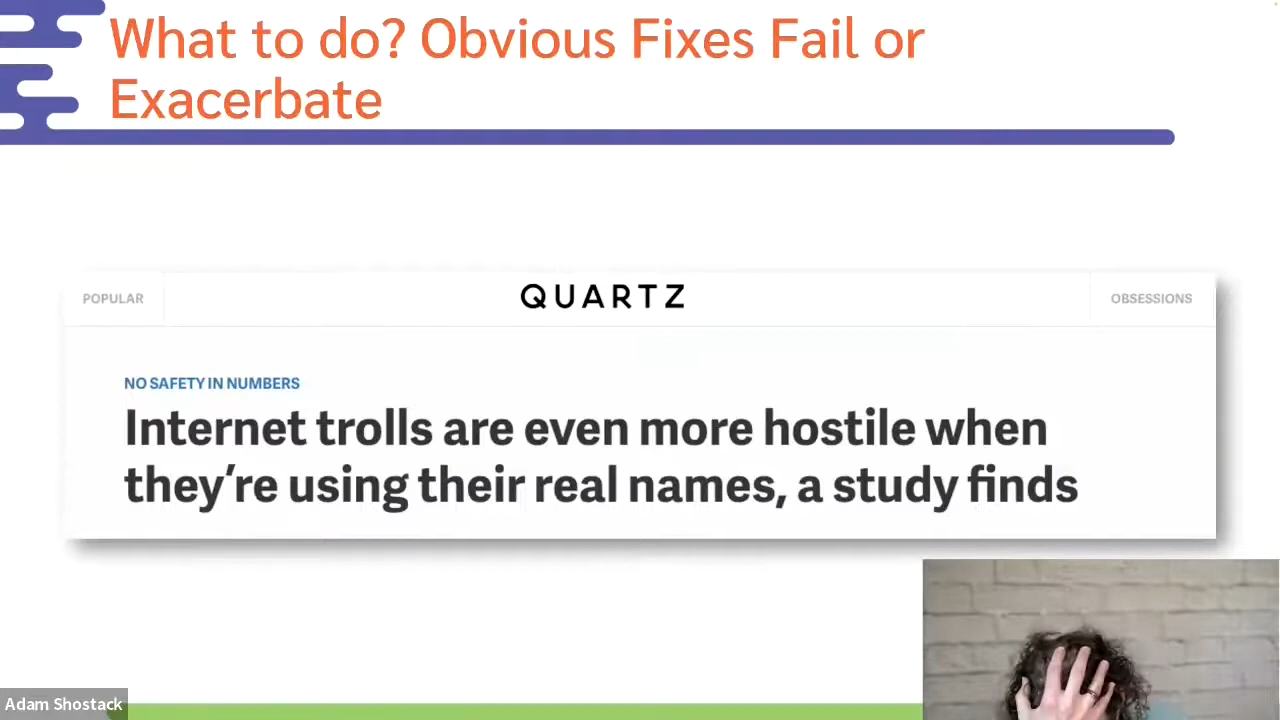 What to do? Obvious Fixes Fail or
Exacerbate
POPULAR
QUARTZ
OBSESSIONS
NO SAFETY IN NUMBERS
Internet trolls are even more hostile when
they’re using their real names, a study finds
Adam Shostack